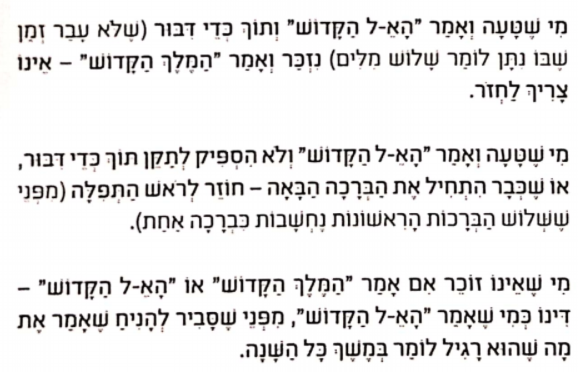 מִי שֶׁטָּעָה וְאָמַר "הָאֵ-ל הַקָּדוֹשׁ" וְתוֹךְ כְּדֵי דִּבּוּר (שֶׁלֹּא עָבַר זְמַן
שֶׁבּוֹ נִתָּן לוֹמַר שָׁלוֹשׁ מִלִּים) נִזְכַּר וְאָמַר "הַמֶּלֶךְ הַקָּדוֹשׁ" – אֵינוֹ
צָרִיךְ לַחְזֹר.
מִי שֶׁטָּעָה וְאָמַר "הָאֵ-ל הַקָּדוֹשׁ" וְלֹא הִסְפִּיק לְתַקֵּן תּוֹךְ כְּדֵי דִּבּוּר,
אוֹ שֶׁכְּבָר הִתְחִיל אֶת הַבְּרָכָה הַבָּאָה – חוֹזֵר לְרֹאשׁ הַתְּפִלָּה (מִפְּנֵי
שֶׁשְּׁלוֹשׁ הַבְּרָכוֹת הָרִאשׁוֹנוֹת נֶחְשָׁבוֹת כִּבְרָכָה אַחַת).
מִי שֶׁאֵינוֹ זוֹכֵר אִם אָמַר "הַמֶּלֶךְ הַקָּדוֹשׁ" אוֹ "הָאֵ-ל הַקָּדוֹשׁ" –
דִּינוֹ כְּמִי שֶׁאָמַר "הָאֵ-ל הַקָּדוֹשׁ", מִפְּנֵי שֶׁסָּבִיר לְהָנִיחַ שֶׁאָמַר אֶת
מַה שֶׁהוּא רָגִיל לוֹמַר בְּמֶשֶׁךְ כָּל הַשָּׁנָה.